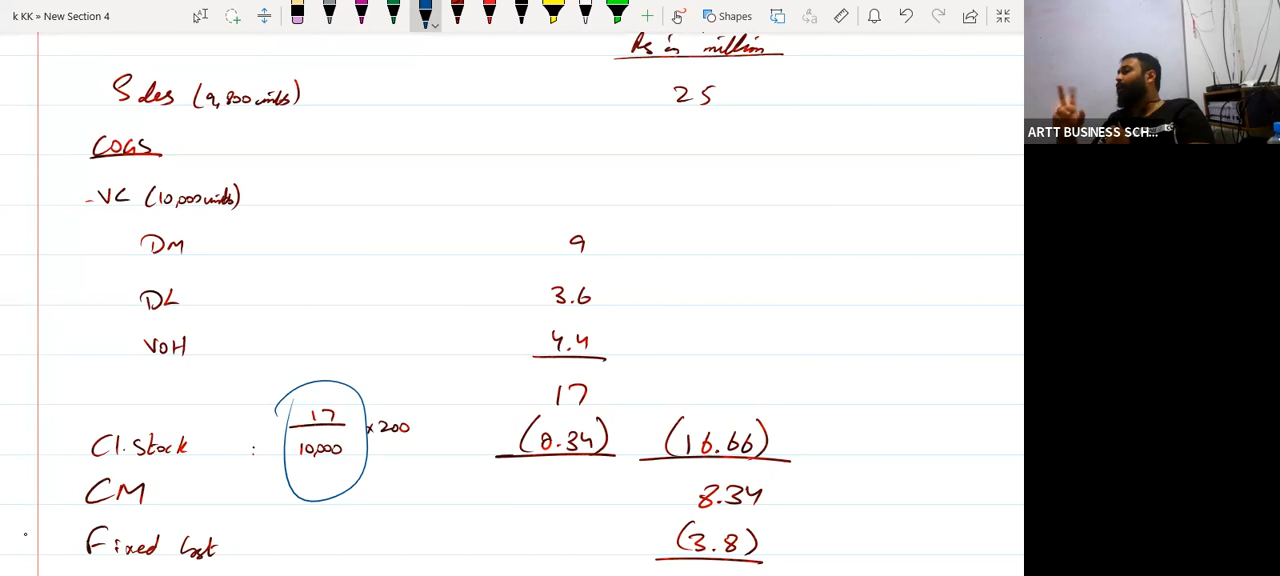 k KK » New Section 4
Shapes
Rs in million
Sales (9,800 units) 25
COGS
- VC (10,000 units)
DM 9
DL 3.6
VOH 4.4
17
Cl. Stock : 17/10,000 x 200 (0.34) (16.66)
CM 8.34
Fixed Cost (3.8)
ARTT BUSINESS SCH...